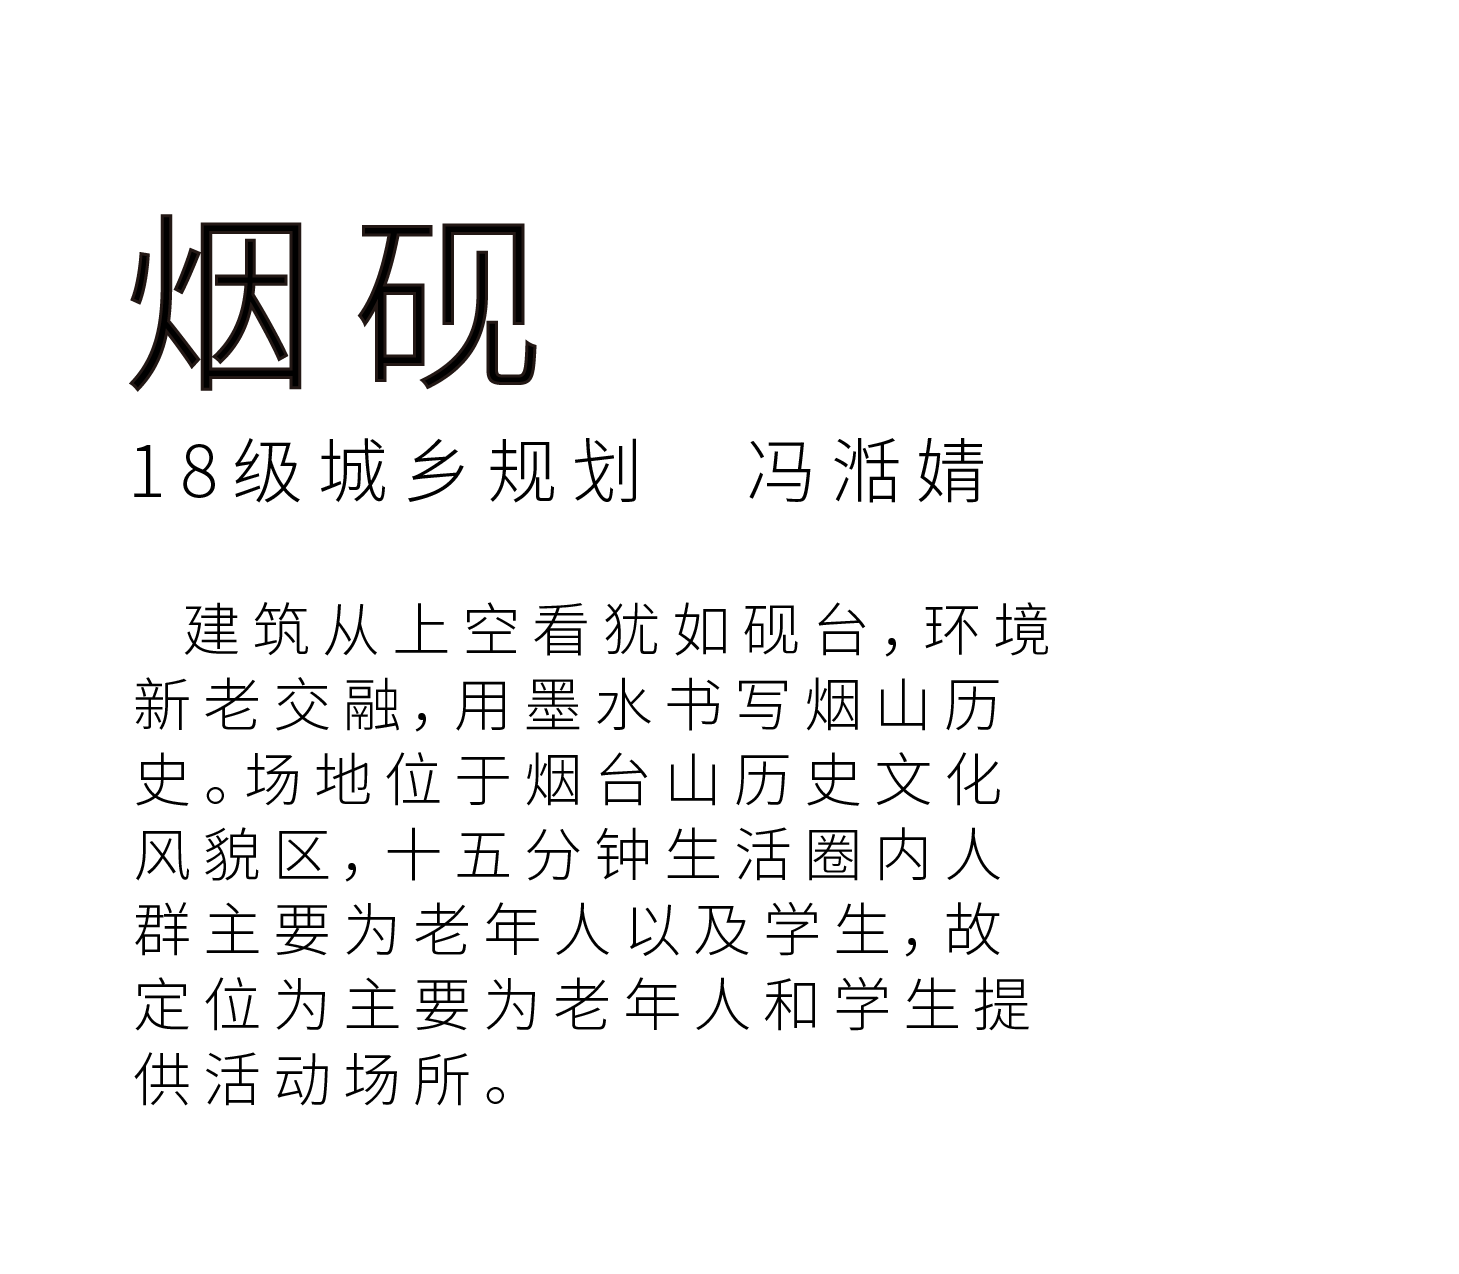 烟砚
18级城乡规划 冯湉婧
建筑从上空看犹如砚台，环境
新老交融，用墨水书写烟山历
史。场地位于烟台山历史文化
风貌区，十五分钟生活圈内人
群主要为老年人以及学生，故
定位为主要为老年人和学生提
供活动场所。